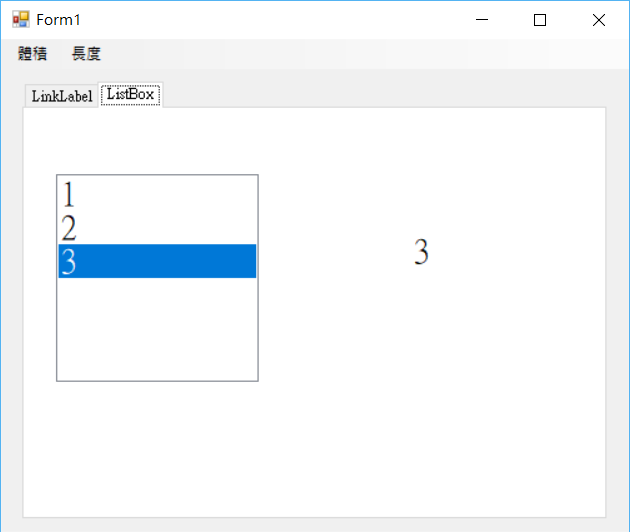 Form1
體積 長度
LinkLabel ListBox
1
2
3
3